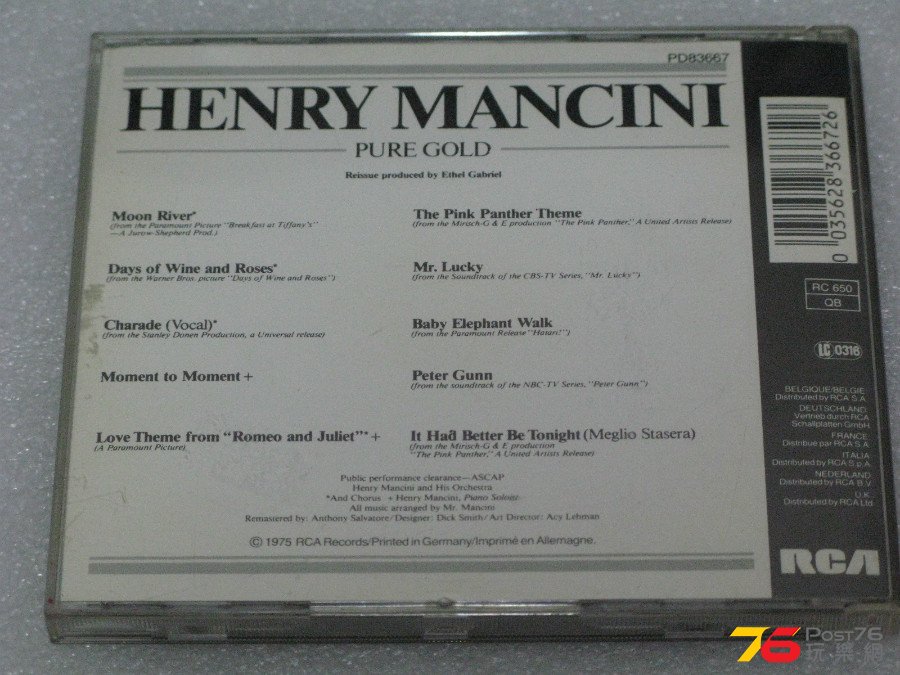 PD83667
HENRY MANCINI
PURE GOLD
Reissue produced by Ethel Gabriel
Moon River*
(from the Paramount Picture "Breakfast at Tiffany's"
—A Jurow-Shepherd Prod.)
Days of Wine and Roses*
(from the Warner Bros. picture "Days of Wine and Roses")
Charade (Vocal)*
(from the Stanley Donen Production, a Universal release)
Moment to Moment +
Love Theme from "Romeo and Juliet"* +
(A Paramount Picture)
The Pink Panther Theme
(from the Mirisch-G & E production "The Pink Panther," A United Artists Release)
Mr. Lucky
(from the Soundtrack of the CBS-TV Series, "Mr. Lucky")
Baby Elephant Walk
(from the Paramount Release "Hatari!")
Peter Gunn
(from the soundtrack of the NBC-TV Series, "Peter Gunn")
It Had Better Be Tonight (Meglio Stasera)
(from the Mirisch-G & E production
"The Pink Panther," A United Artists Release)
Public performance clearance—ASCAP
Henry Mancini and His Orchestra
*And Chorus + Henry Mancini, Piano Soloist
All music arranged by Mr. Mancini
Remastered by: Anthony Salvatore/Designer: Dick Smith/Art Director: Acy Lehman
© 1975 RCA Records/Printed in Germany/Imprimé en Allemagne.
0 035628 366726
RC 650
QB
LC 0316
BELGIQUE/BELGIE
Distributed by RCA S.A.
DEUTSCHLAND
Vertrieb durch RCA
Schallplatten GmbH
FRANCE
Distribue par RCA S.A.
ITALIA
Distributed by RCA S.p.A.
NEDERLAND
Distributed by RCA B.V.
U.K.
Distributed by RCA Ltd
RCA
76 Post76
玩樂網